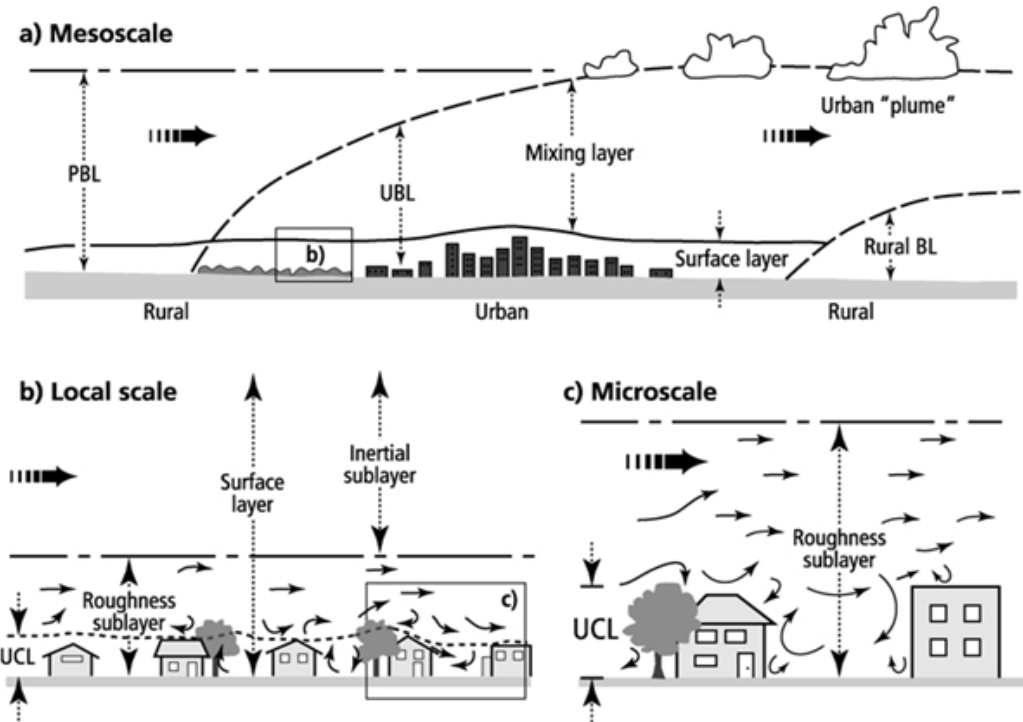 a) Mesoscale
Urban "plume"
PBL
UBL
Mixing layer
b)
Surface layer
Rural BL
Rural
Urban
Rural
b) Local scale
Surface
layer
Inertial
sublayer
Roughness
sublayer
UCL
c)
c) Microscale
Roughness
sublayer
UCL